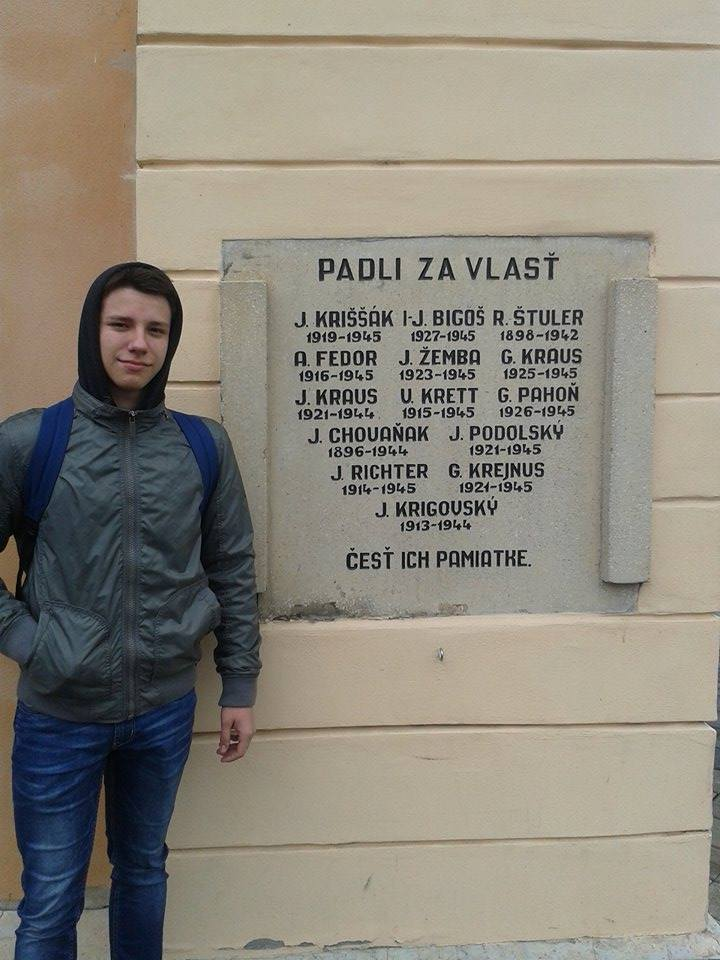 PADLI ZA VLASŤ
J. KRIŠŠÁK I-J. BIGOŠ R. ŠTULER
1919-1945 1927-1945 1898-1942
A. FEDOR J. ŽEMBA G. KRAUS
1916-1945 1923-1945 1925-1945
J. KRAUS V. KRETT G. PAHOŇ
1921-1944 1915-1945 1926-1945
J. CHOVAŇAK J. PODOLSKÝ
1896-1944 1921-1945
J. RICHTER G. KREJNUS
1914-1945 1921-1945
J. KRIGOVSKÝ
1913-1944
ČESŤ ICH PAMIATKE.